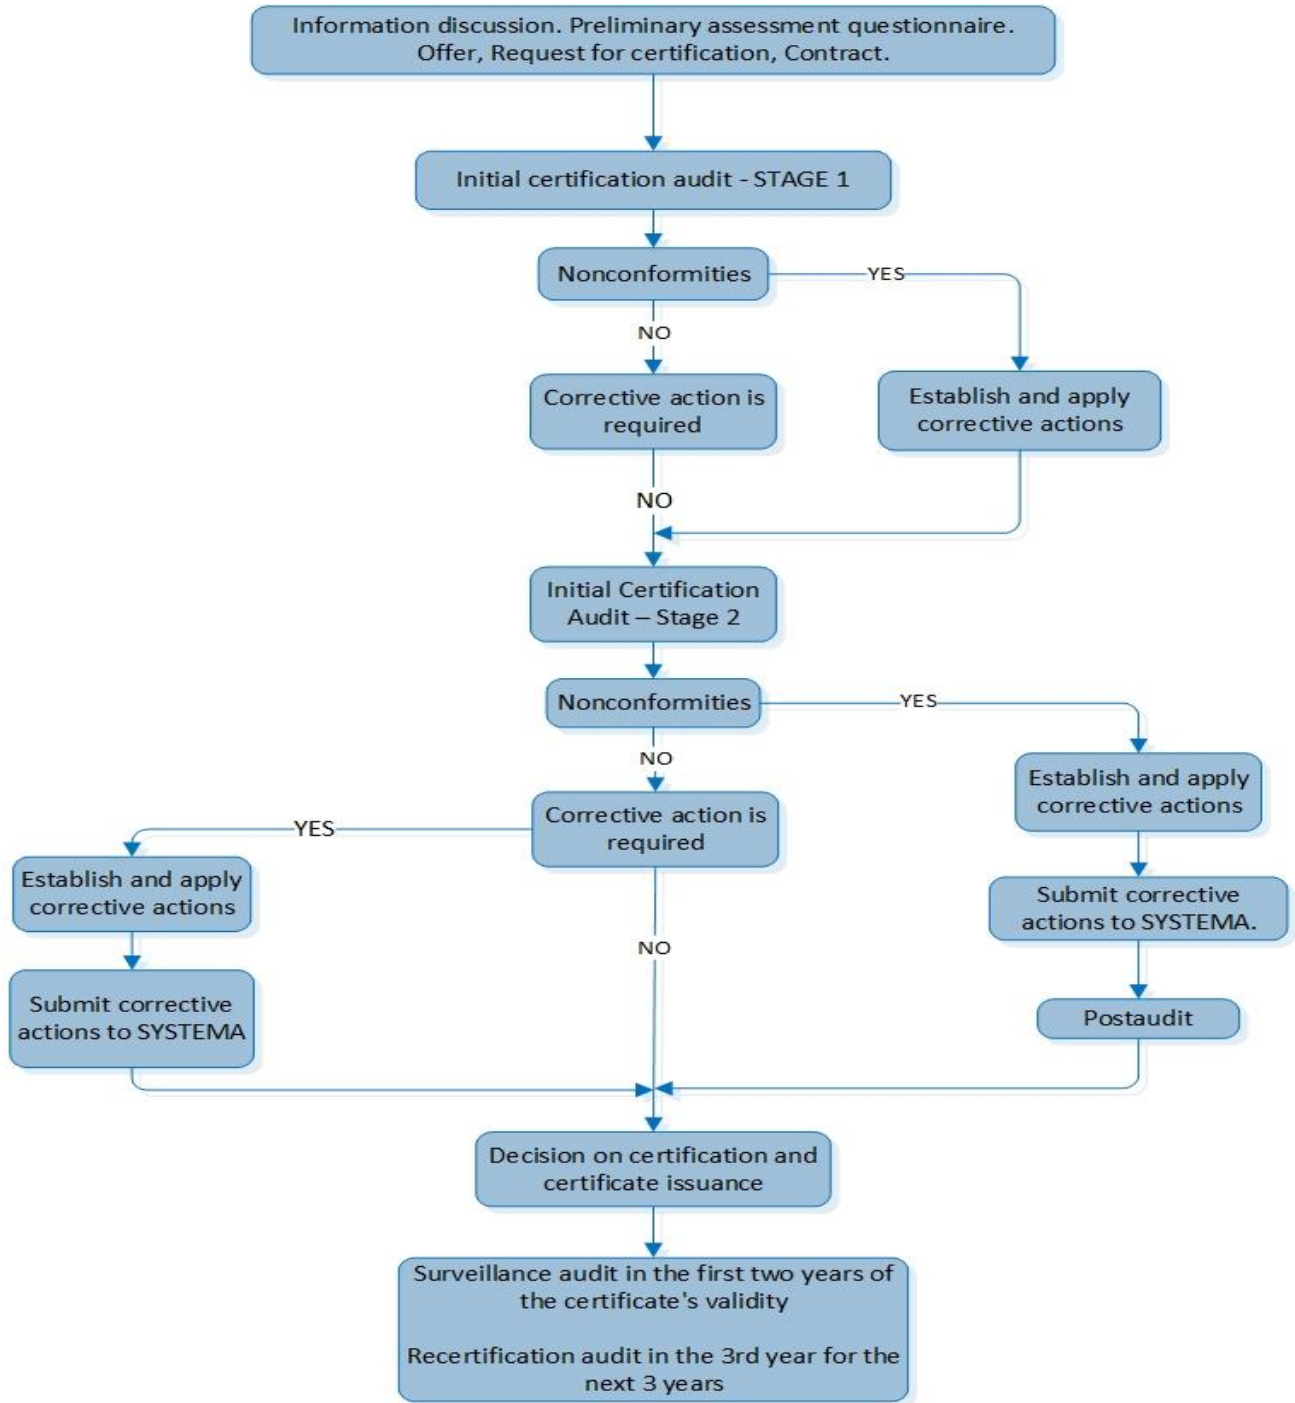 Information discussion. Preliminary assessment questionnaire.
Offer, Request for certification, Contract.
Initial certification audit - STAGE 1
Nonconformities
YES
NO
Corrective action is
required
Establish and apply
corrective actions
NO
Initial Certification
Audit – Stage 2
Nonconformities
YES
NO
Establish and apply
corrective actions
Corrective action is
required
YES
Establish and apply
corrective actions
Submit corrective
actions to SYSTEMA.
NO
Submit corrective
actions to SYSTEMA
Postaudit
Decision on certification and
certificate issuance
Surveillance audit in the first two years of
the certificate's validity
Recertification audit in the 3rd year for the
next 3 years